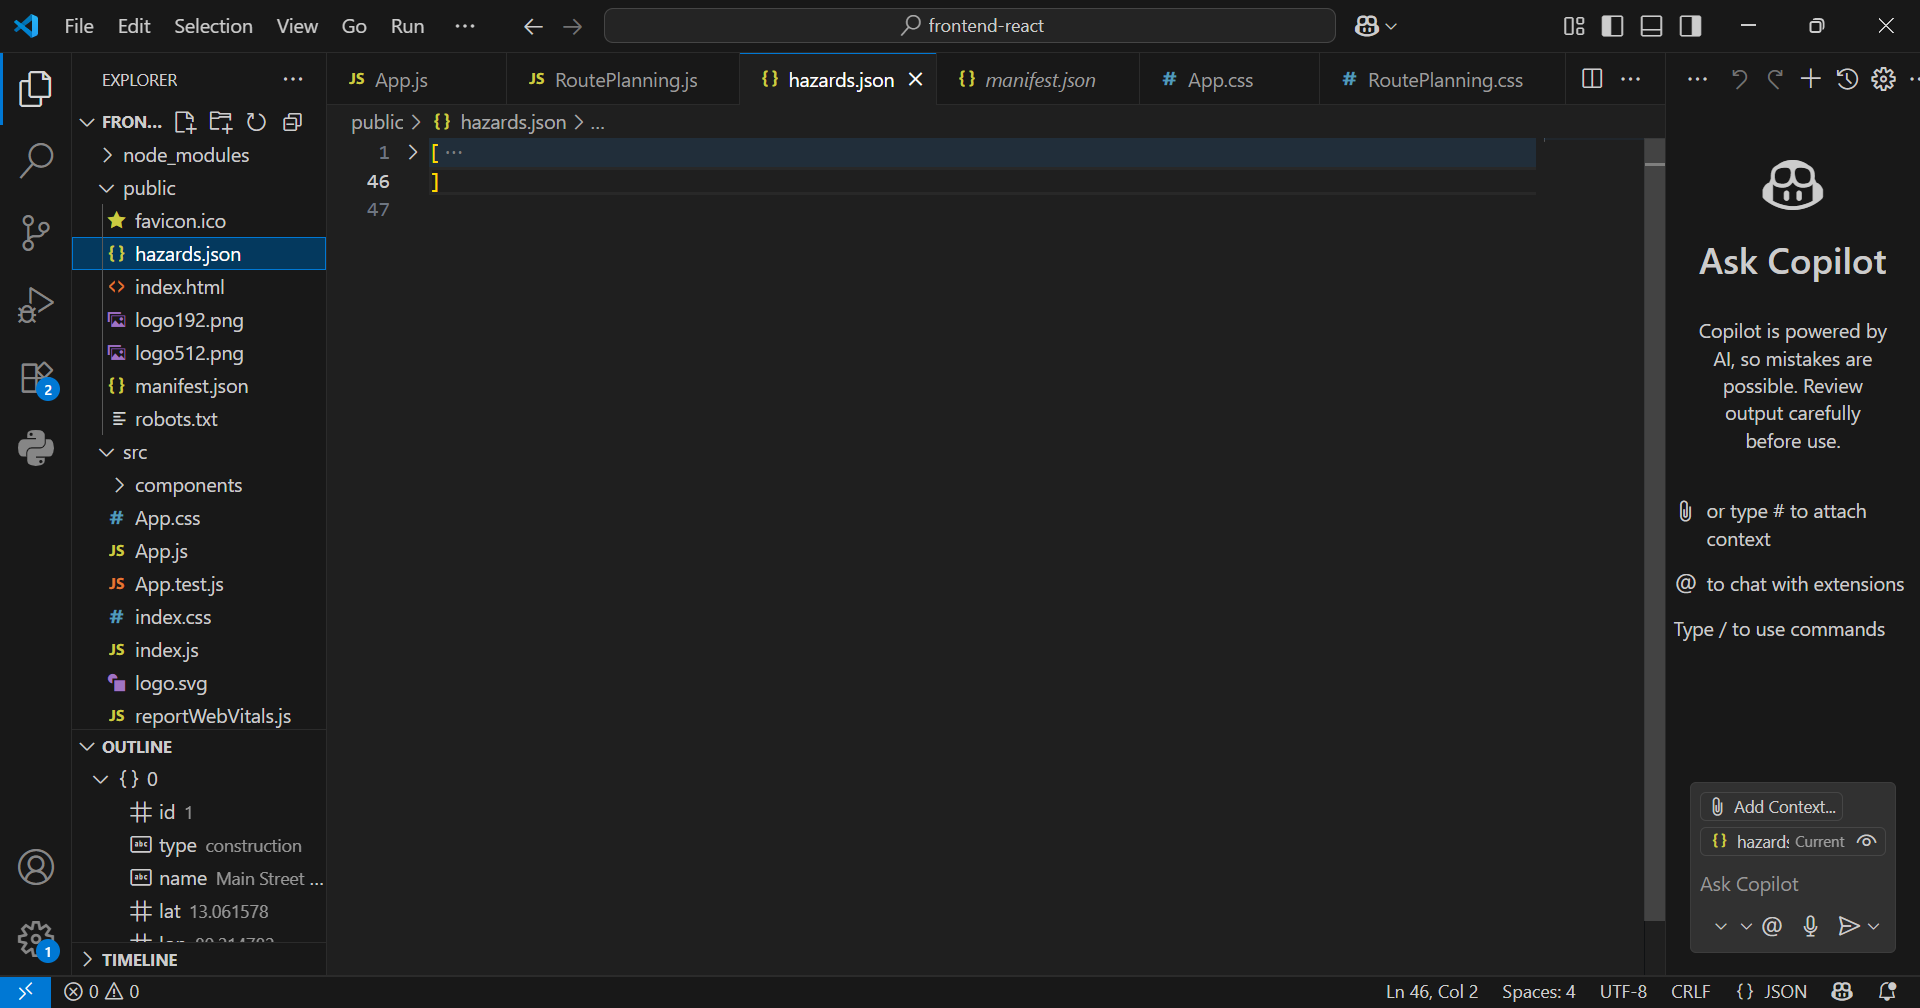 File Edit Selection View Go Run
frontend-react
EXPLORER
FRON...
node_modules
public
favicon.ico
hazards.json
index.html
logo192.png
logo512.png
manifest.json
robots.txt
src
components
App.css
App.js
App.test.js
index.css
index.js
logo.svg
reportWebVitals.js
OUTLINE
{} 0
id 1
type construction
name Main Street ...
lat 13.061578
TIMELINE
JS App.js
JS RoutePlanning.js
{} hazards.json
{} manifest.json
# App.css
# RoutePlanning.css
public > {} hazards.json > ...
1 > [ ...
46 ]
47
Ask Copilot
Copilot is powered by
AI, so mistakes are
possible. Review
output carefully
before use.
or type # to attach
context
@ to chat with extensions
Type / to use commands
Add Context...
{} hazards Current
Ask Copilot
@
2
1
0 0
Ln 46, Col 2 Spaces: 4 UTF-8 CRLF {} JSON